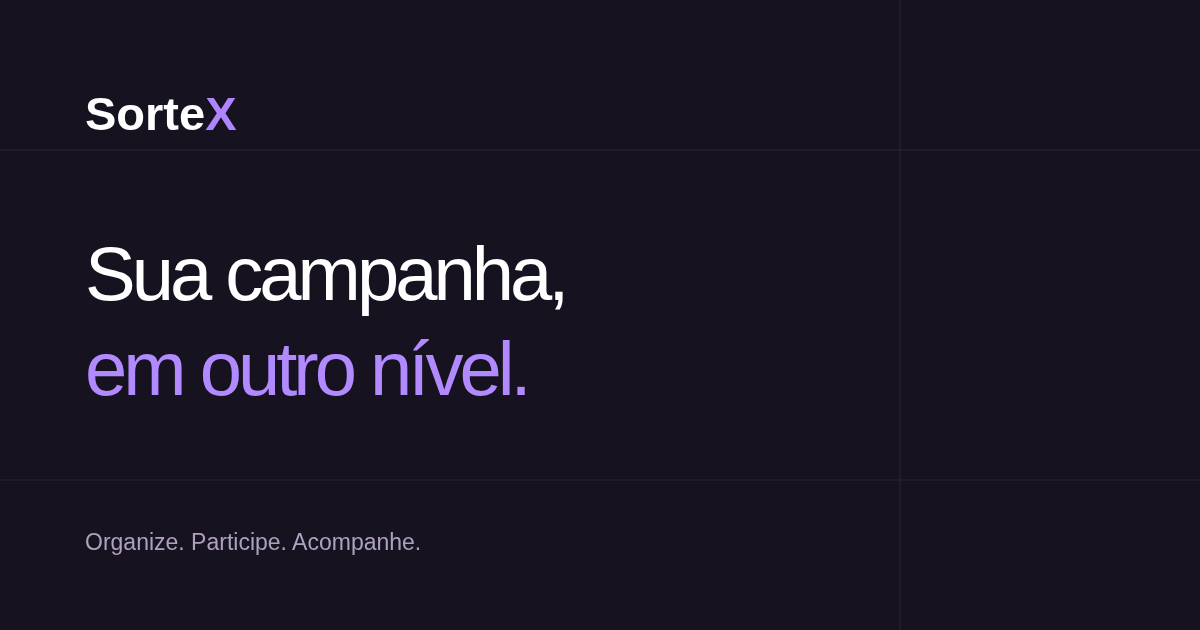 SorteX
Sua campanha,
em outro nível.
Organize. Participe. Acompanhe.